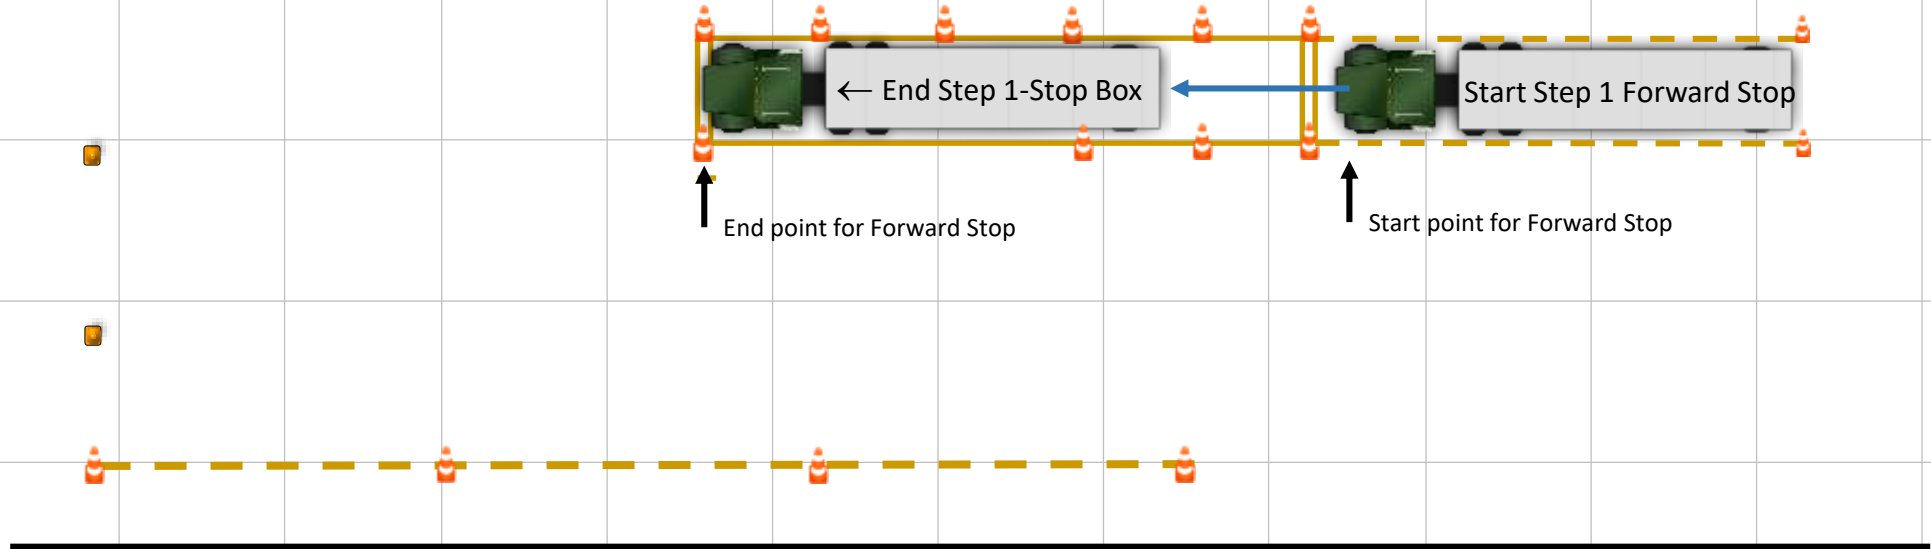 ← End Step 1-Stop Box
Start Step 1 Forward Stop
End point for Forward Stop
Start point for Forward Stop